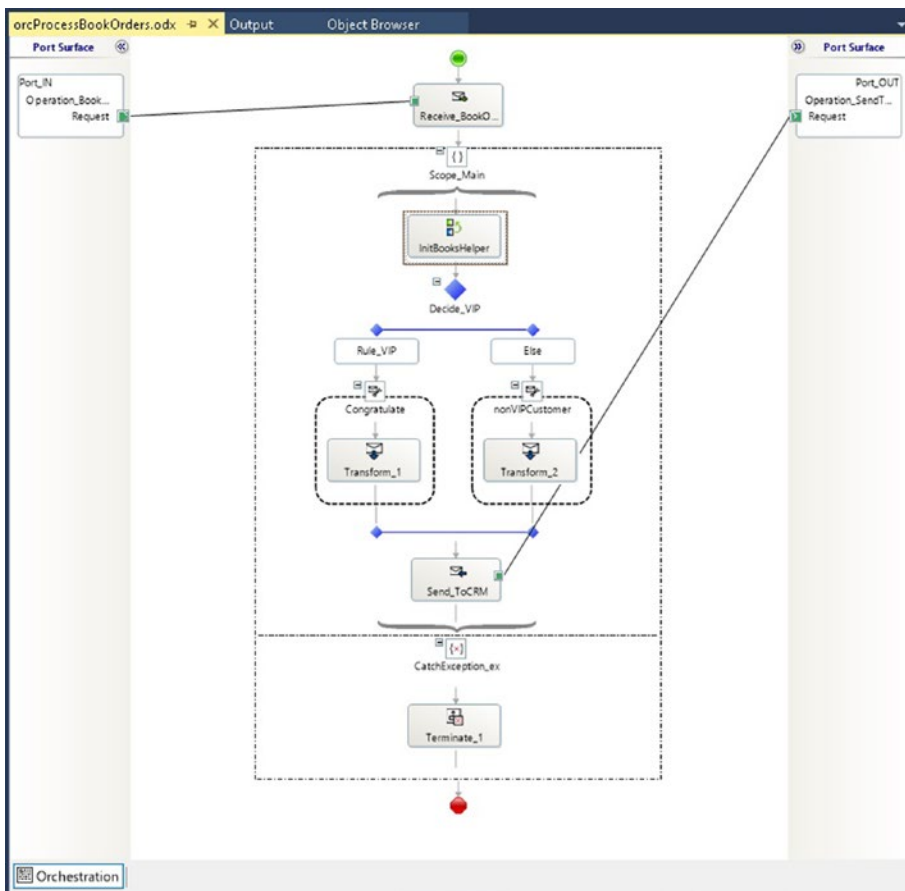 orcProcessBookOrders.odx
Output
Object Browser
Port Surface
Port Surface
Port_IN
Operation_Book...
Request
Port_OUT
Operation_SendT...
Request
Receive_BookO...
Scope_Main
InitBooksHelper
Decide_VIP
Rule_VIP
Else
Congratulate
nonVIPCustomer
Transform_1
Transform_2
Send_ToCRM
CatchException_ex
Terminate_1
Orchestration